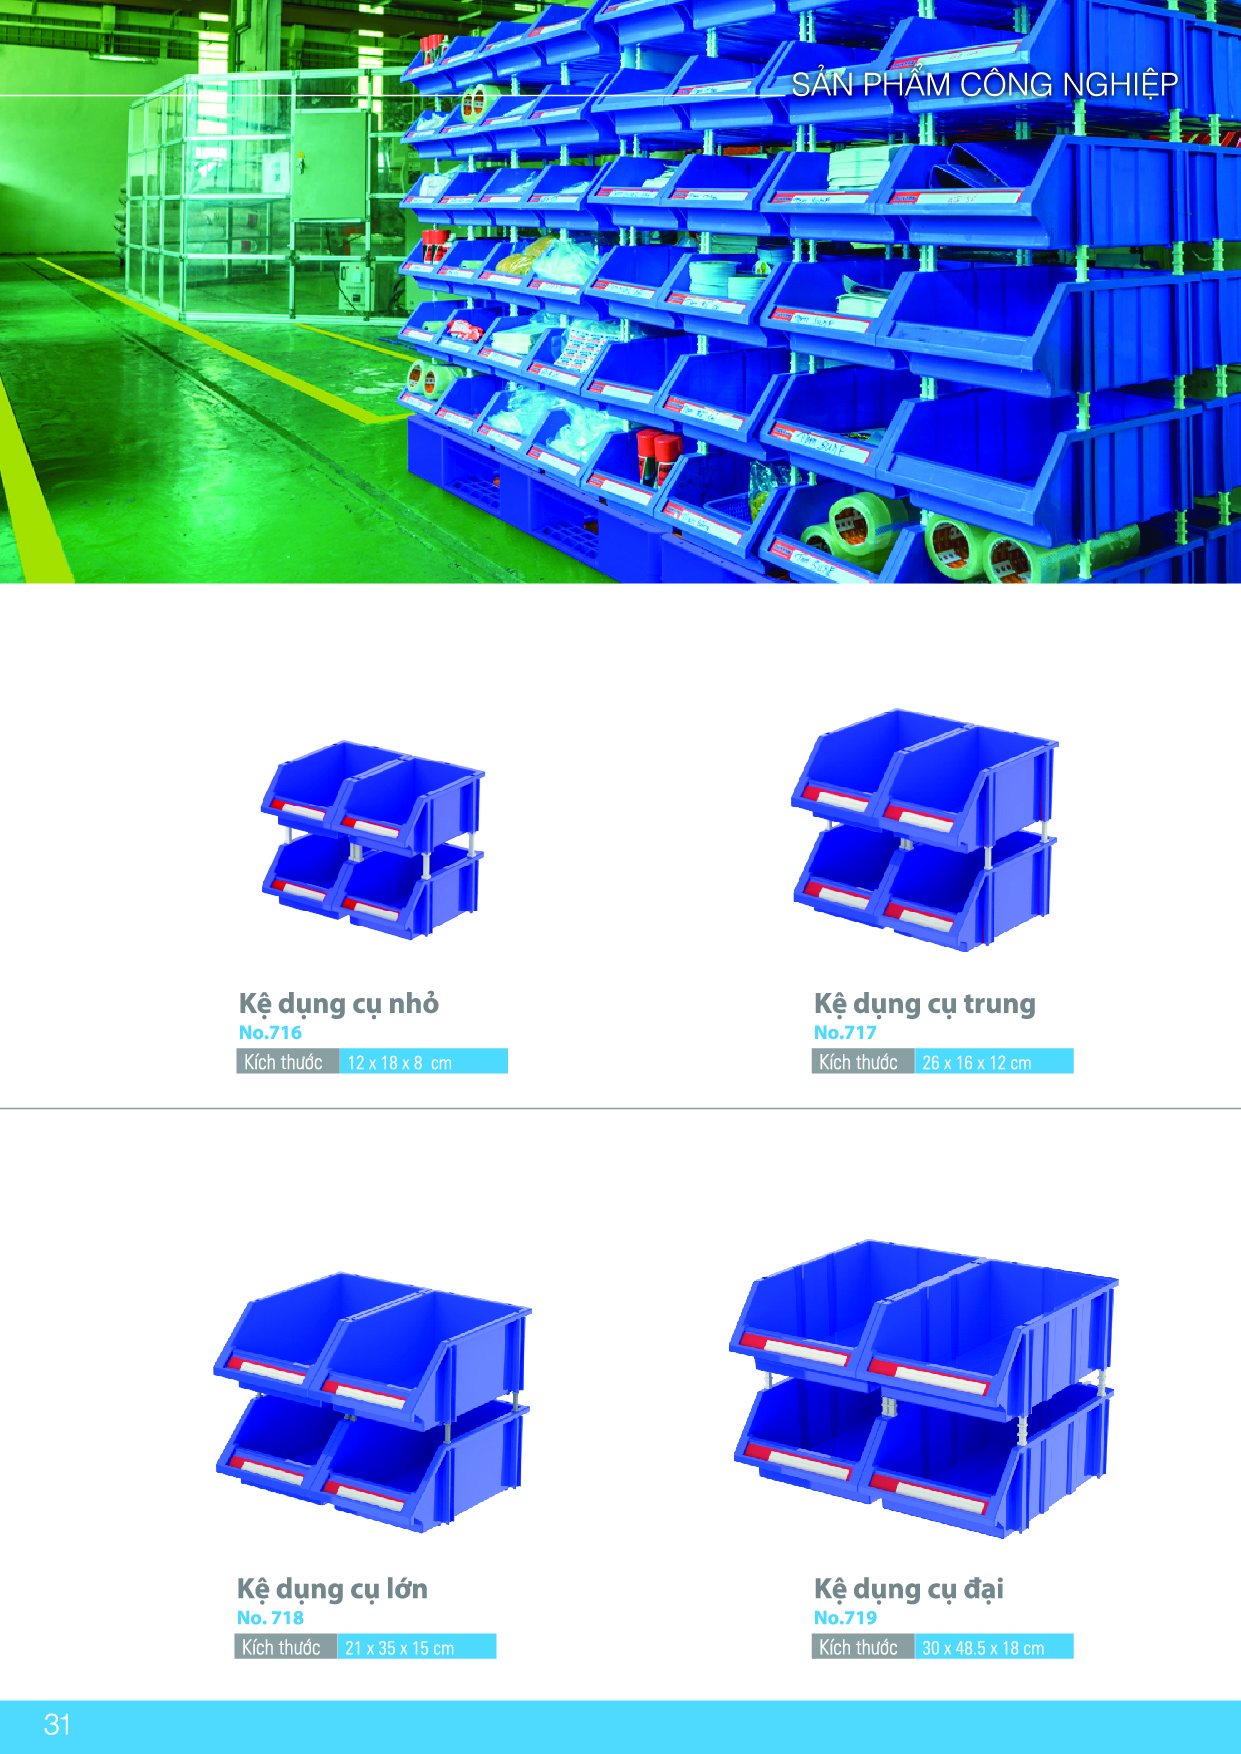 SẢN PHẨM CÔNG NGHIỆP
Kệ dụng cụ nhỏ
No.716
Kích thước 12 x 18 x 8 cm
Kệ dụng cụ trung
No.717
Kích thước 26 x 16 x 12 cm
Kệ dụng cụ lớn
No. 718
Kích thước 21 x 35 x 15 cm
Kệ dụng cụ đại
No.719
Kích thước 30 x 48.5 x 18 cm
31